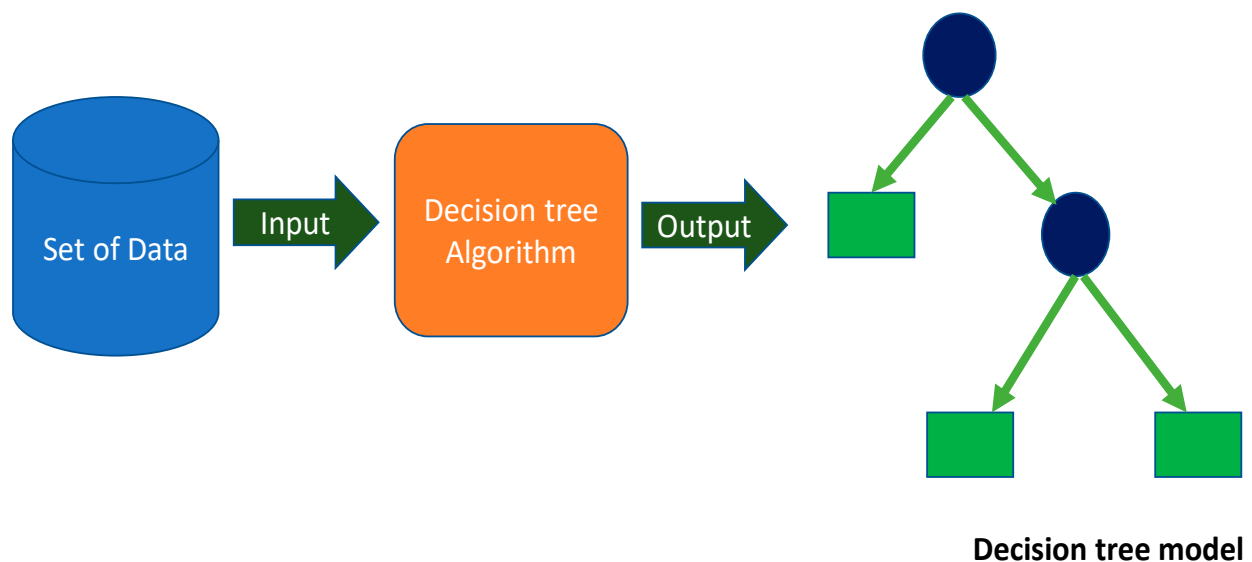 Set of Data
Input
Decision tree
Algorithm
Output
Decision tree model